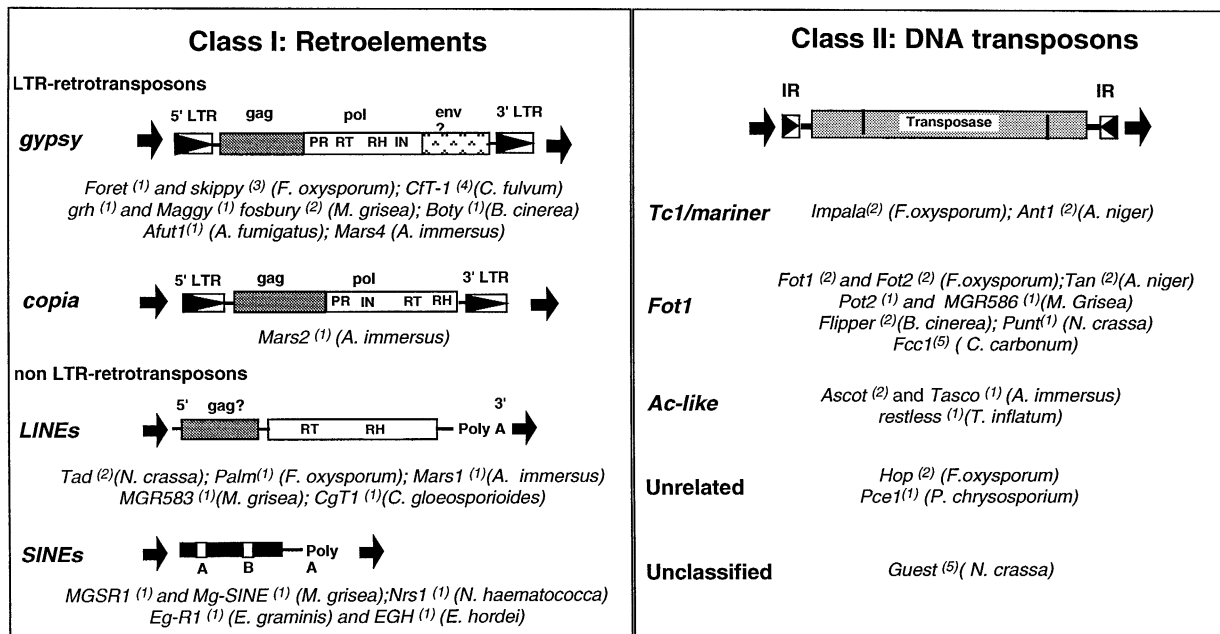 Class I: Retroelements
LTR-retrotransposons
5' LTR gag pol env ? 3' LTR
gypsy
PR RT RH IN
Foret (1) and skippy (3) (F. oxysporum); CfT-1 (4)(C. fulvum)
grh (1) and Maggy (1) fosbury (2) (M. grisea); Boty (1)(B. cinerea)
Afut1(1) (A. fumigatus); Mars4 (A. immersus)
5' LTR gag pol 3' LTR
copia
PR IN RT RH
Mars2 (1) (A. immersus)
non LTR-retrotransposons
5' gag? 3'
LINEs
RT RH Poly A
Tad (2)(N. crassa); Palm(1) (F. oxysporum); Mars1 (1)(A. immersus)
MGR583 (1)(M. grisea); CgT1 (1)(C. gloeosporioides)
SINEs
Poly
A B A
MGSR1 (1) and Mg-SINE (1) (M. grisea);Nrs1 (1) (N. haematococca)
Eg-R1 (1) (E. graminis) and EGH (1) (E. hordei)
Class II: DNA transposons
IR IR
Transposase
Tc1/mariner
Impala(2) (F.oxysporum); Ant1 (2)(A. niger)
Fot1 (2) and Fot2 (2) (F.oxysporum);Tan (2)(A. niger)
Fot1
Pot2 (1) and MGR586 (1)(M. Grisea)
Flipper (2)(B. cinerea); Punt(1) (N. crassa)
Fcc1(5) ( C. carbonum)
Ac-like
Ascot (2) and Tasco (1) (A. immersus)
restless (1)(T. inflatum)
Unrelated
Hop (2) (F.oxysporum)
Pce1(1) (P. chrysosporium)
Unclassified
Guest (5)( N. crassa)